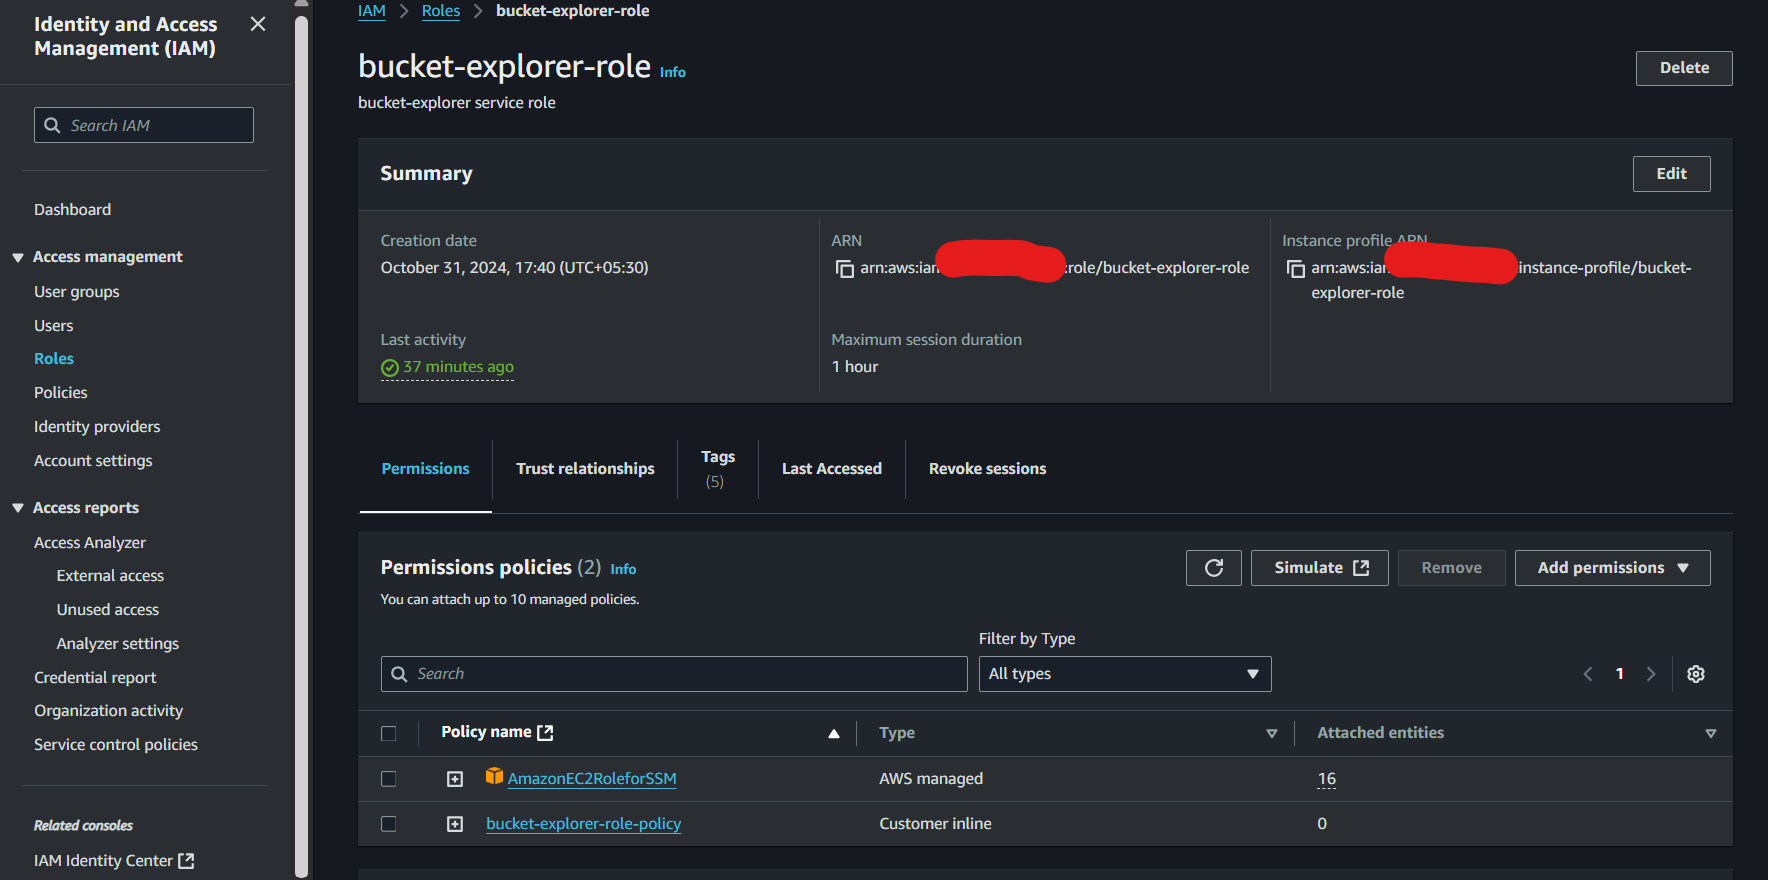 Identity and Access
Management (IAM)
Search IAM
Dashboard
Access management
User groups
Users
Roles
Policies
Identity providers
Account settings
Access reports
Access Analyzer
External access
Unused access
Analyzer settings
Credential report
Organization activity
Service control policies
Related consoles
IAM Identity Center
IAM > Roles > bucket-explorer-role
bucket-explorer-role Info
Delete
bucket-explorer service role
Summary
Edit
Creation date
October 31, 2024, 17:40 (UTC+05:30)
ARN
arn:aws:iam :role/bucket-explorer-role
Instance profile ARN
arn:aws:iam instance-profile/bucket-
explorer-role
Last activity
37 minutes ago
Maximum session duration
1 hour
Permissions
Trust relationships
Tags
(5)
Last Accessed
Revoke sessions
Permissions policies (2) Info
You can attach up to 10 managed policies.
Simulate
Remove
Add permissions
Search
Filter by Type
All types
1
Policy name
Type
Attached entities
AmazonEC2RoleforSSM
AWS managed
16
bucket-explorer-role-policy
Customer inline
0